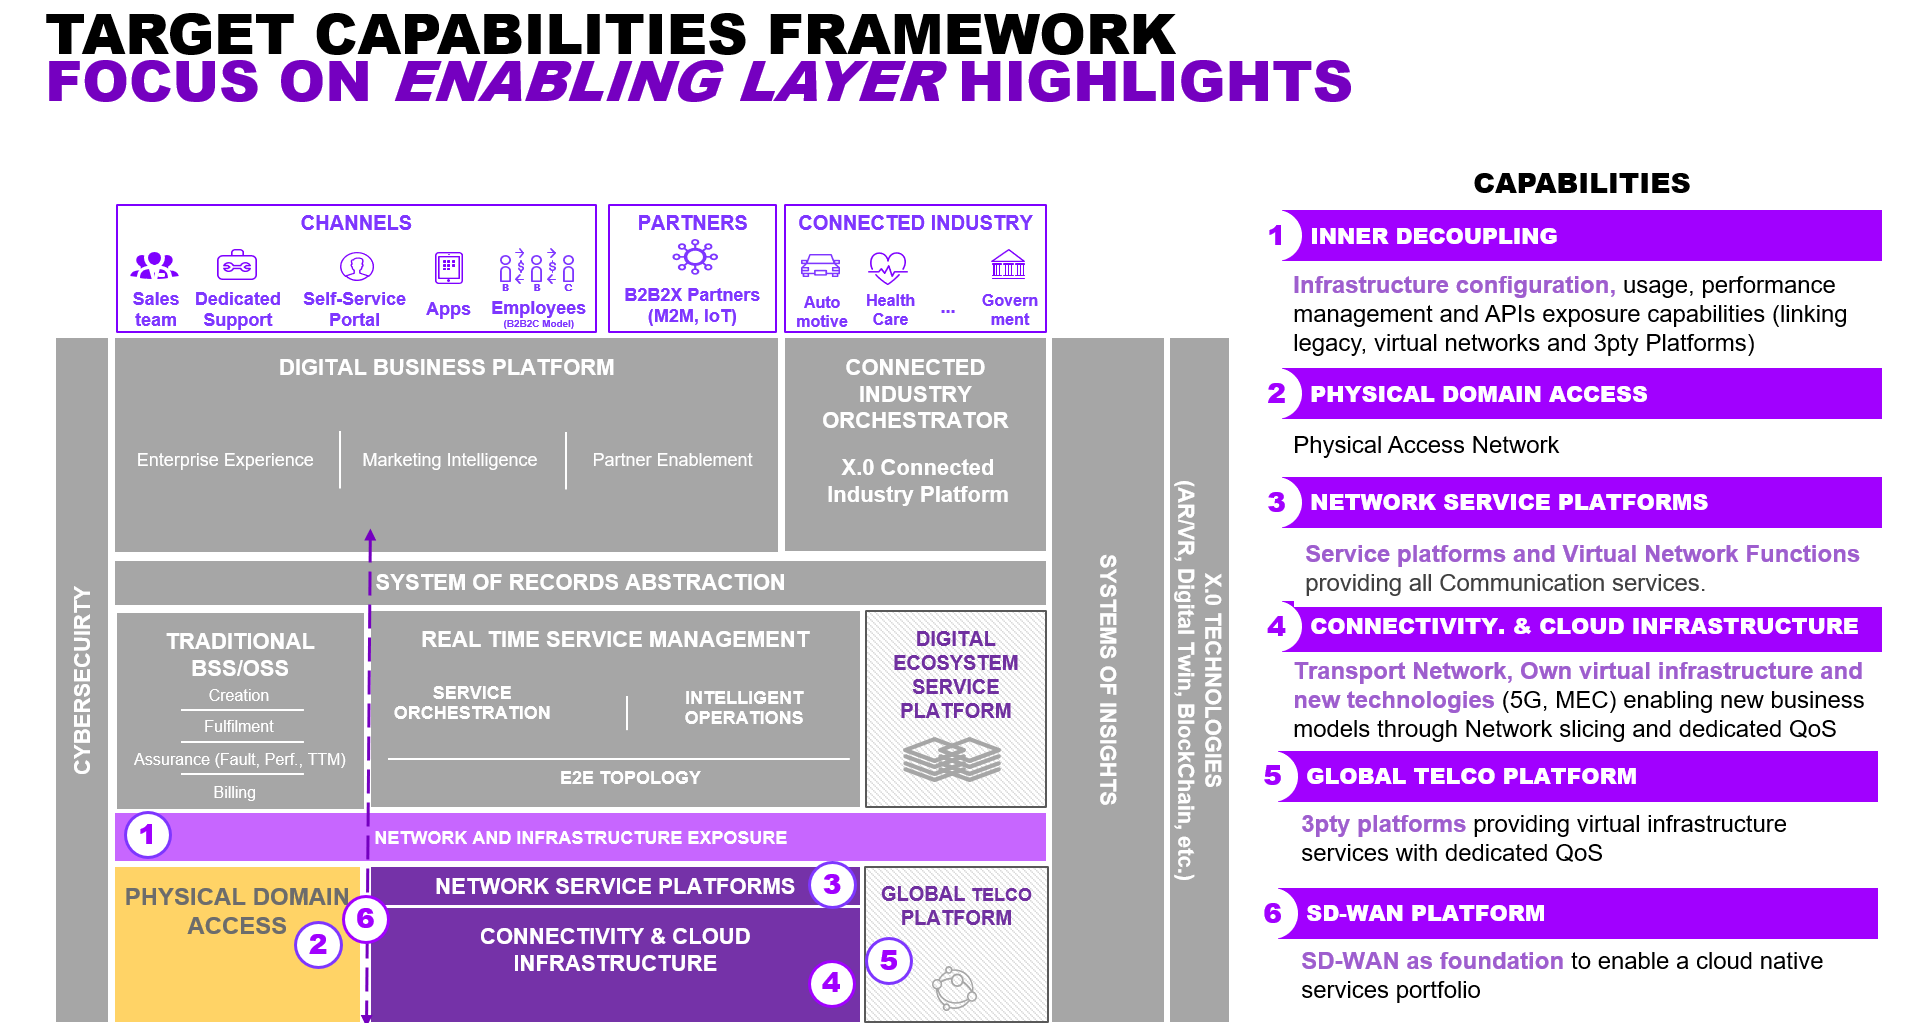 TARGET CAPABILITIES FRAMEWORK
FOCUS ON ENABLING LAYER HIGHLIGHTS
CHANNELS
Sales
team
Dedicated
Support
Self-Service
Portal
Apps
B B C
Employees
(B2B2C Model)
PARTNERS
B2B2X Partners
(M2M, IoT)
CONNECTED INDUSTRY
Auto
motive
Health
Care
...
Govern
ment
CYBERSECUIRTY
DIGITAL BUSINESS PLATFORM
Enterprise Experience
Marketing Intelligence
Partner Enablement
CONNECTED
INDUSTRY
ORCHESTRATOR
X.0 Connected
Industry Platform
SYSTEM OF RECORDS ABSTRACTION
TRADITIONAL
BSS/OSS
Creation
Fulfilment
Assurance (Fault, Perf., TTM)
Billing
REAL TIME SERVICE MANAGEMENT
SERVICE
ORCHESTRATION
INTELLIGENT
OPERATIONS
E2E TOPOLOGY
DIGITAL
ECOSYSTEM
SERVICE
PLATFORM
1
NETWORK AND INFRASTRUCTURE EXPOSURE
PHYSICAL DOMAIN
ACCESS
2
6
NETWORK SERVICE PLATFORMS
3
CONNECTIVITY & CLOUD
INFRASTRUCTURE
4
GLOBAL TELCO
PLATFORM
5
SYSTEMS OF INSIGHTS
X.0 TECHNOLOGIES
(AR/VR, Digital Twin, BlockChain, etc.)
CAPABILITIES
1 INNER DECOUPLING
Infrastructure configuration, usage, performance
management and APIs exposure capabilities (linking
legacy, virtual networks and 3pty Platforms)
2 PHYSICAL DOMAIN ACCESS
Physical Access Network
3 NETWORK SERVICE PLATFORMS
Service platforms and Virtual Network Functions
providing all Communication services.
4 CONNECTIVITY. & CLOUD INFRASTRUCTURE
Transport Network, Own virtual infrastructure and
new technologies (5G, MEC) enabling new business
models through Network slicing and dedicated QoS
5 GLOBAL TELCO PLATFORM
3pty platforms providing virtual infrastructure
services with dedicated QoS
6 SD-WAN PLATFORM
SD-WAN as foundation to enable a cloud native
services portfolio